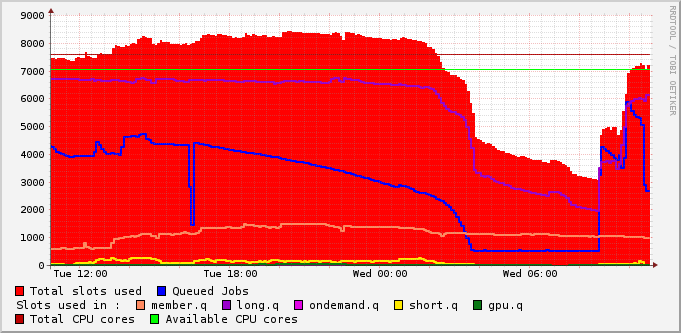 RRDTOOL / TOBI OETIKER
9000
8000
7000
6000
5000
4000
3000
2000
1000
0
Tue 12:00 Tue 18:00 Wed 00:00 Wed 06:00
Total slots used Queued Jobs
Slots used in : member.q long.q ondemand.q short.q gpu.q
Total CPU cores Available CPU cores